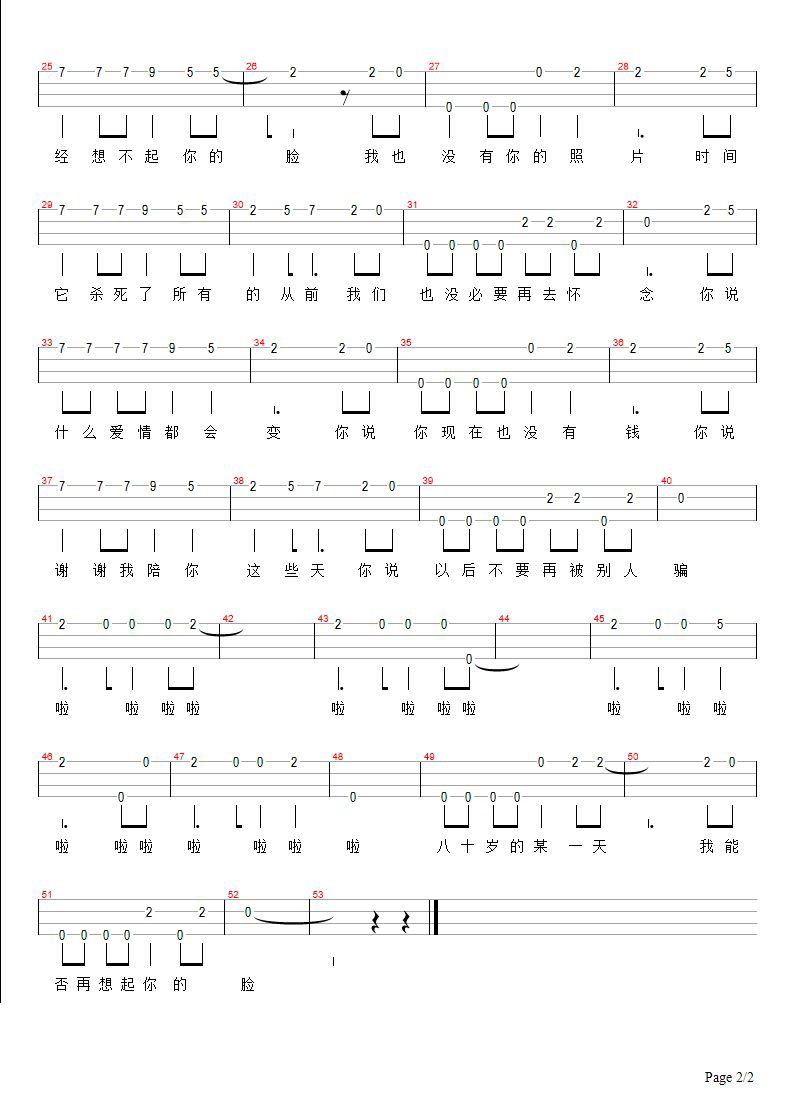 25 26 27 28
7 7 7 9 5 5 2 2 0 0 0 0 0 2 2 2 5
经 想 不 起 你 的 脸 我 也 没 有 你 的 照 片 时 间
29 30 31 32
7 7 7 9 5 5 2 5 7 2 0 0 0 0 0 2 2 0 2 0 2 5
它 杀 死 了 所 有 的 从 前 我 们 也 没 必 要 再 去 怀 念 你 说
33 34 35 36
7 7 7 7 9 5 2 2 0 0 0 0 0 0 2 2 2 5
什 么 爱 情 都 会 变 你 说 你 现 在 也 没 有 钱 你 说
37 38 39 40
7 7 7 9 5 2 5 7 2 0 0 0 0 0 2 2 0 2 0
谢 谢 我 陪 你 这 些 天 你 说 以 后 不 要 再 被 别 人 骗
41 42 43 44 45
2 0 0 0 2 2 0 0 0 0 2 0 0 5
啦 啦 啦 啦 啦 啦 啦 啦 啦 啦 啦
46 47 48 49 50
2 0 0 2 0 0 2 0 0 0 0 0 0 2 2 2 0
啦 啦 啦 啦 啦 啦 啦 八 十 岁 的 某 一 天 我 能
51 52 53
0 0 0 0 2 0 2 0
否 再 想 起 你 的 脸
Page 2/2